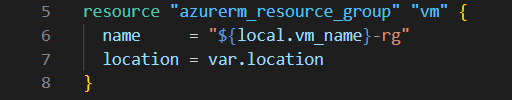 5 resource "azurerm_resource_group" "vm" {
6   name     = "${local.vm_name}-rg"
7   location = var.location
8 }